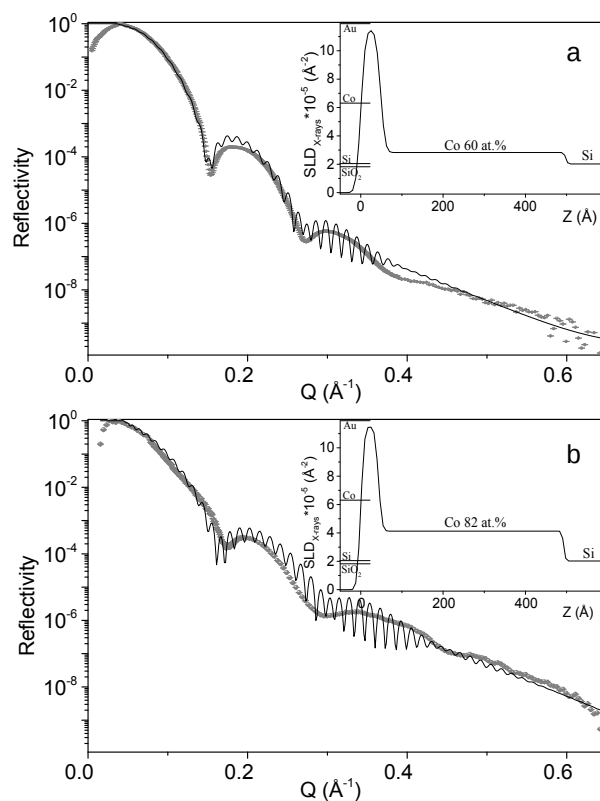 10⁰
10⁻²
10⁻⁴
10⁻⁶
10⁻⁸
Reflectivity
0.0 0.2 0.4 0.6
Q (Å⁻¹)
a
Au
Co
Si
SiO₂
Co 60 at.%
Si
10
8
6
4
2
0
SLD X-rays*10⁻⁵ (Å⁻²)
0 200 400
Z (Å)
10⁰
10⁻²
10⁻⁴
10⁻⁶
10⁻⁸
Reflectivity
0.0 0.2 0.4 0.6
Q (Å⁻¹)
b
Au
Co
Si
SiO₂
Co 82 at.%
Si
10
8
6
4
2
0
SLD X-rays*10⁻⁵ (Å⁻²)
0 200 400
Z (Å)